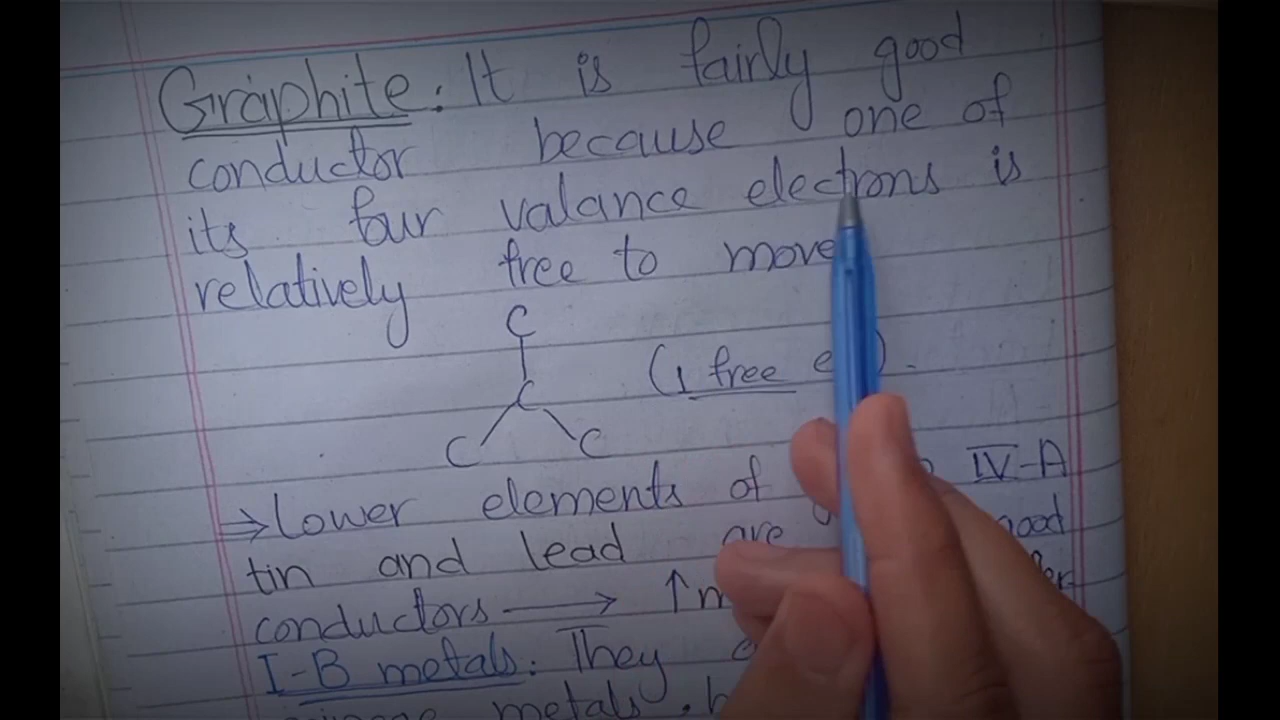 Graphite: It is fairly good
conductor because one of
its four valance electrons is
relatively free to move
C
C (1 free e
C C
⇒ Lower elements of IV-A
tin and lead are good
conductors → ↑
I-B metals: They
metals.